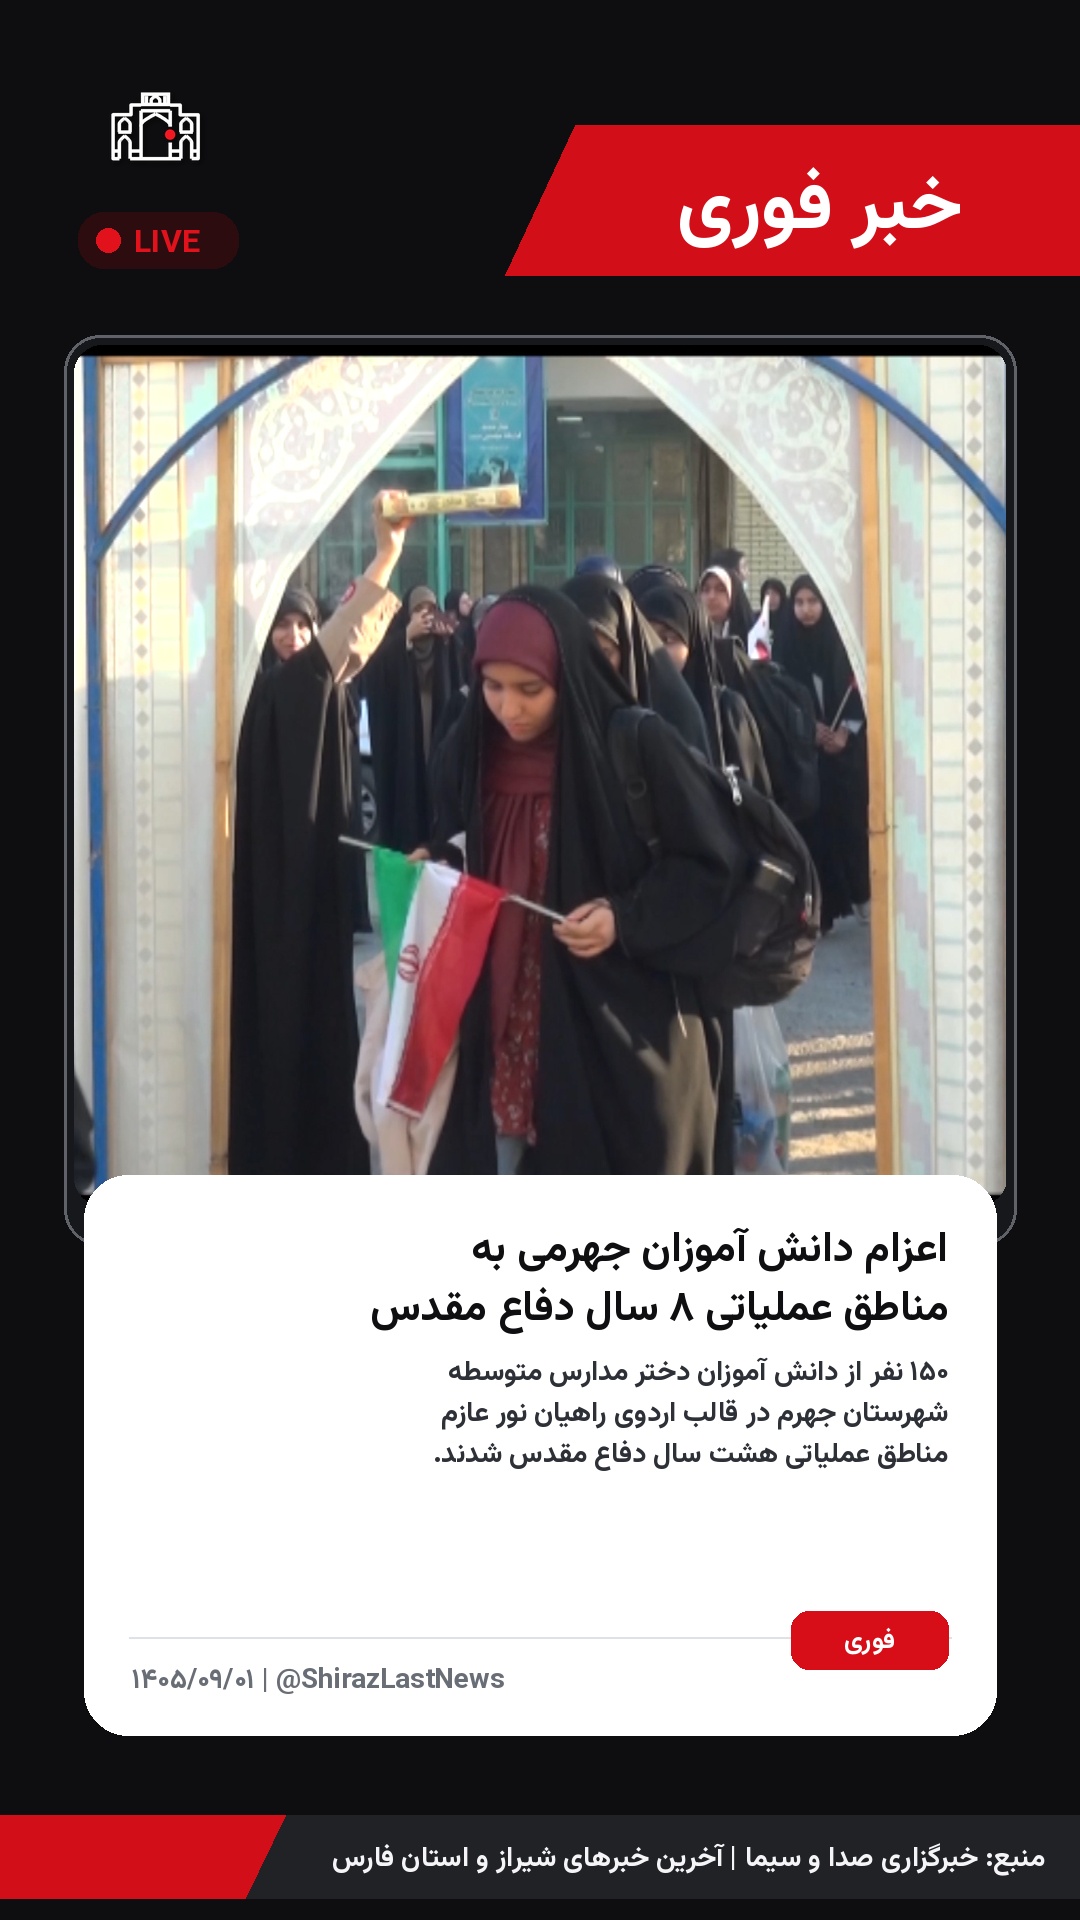 خبر فوری
LIVE
اعزام دانش آموزان جهرمی به
مناطق عملیاتی ۸ سال دفاع مقدس
۱۵۰ نفر از دانش آموزان دختر مدارس متوسطه
شهرستان جهرم در قالب اردوی راهیان نور عازم
مناطق عملیاتی هشت سال دفاع مقدس شدند.
فوری
۱۴۰۵/۰۹/۰۱ | @ShirazLastNews
منبع: خبرگزاری صدا و سیما | آخرین خبرهای شیراز و استان فارس